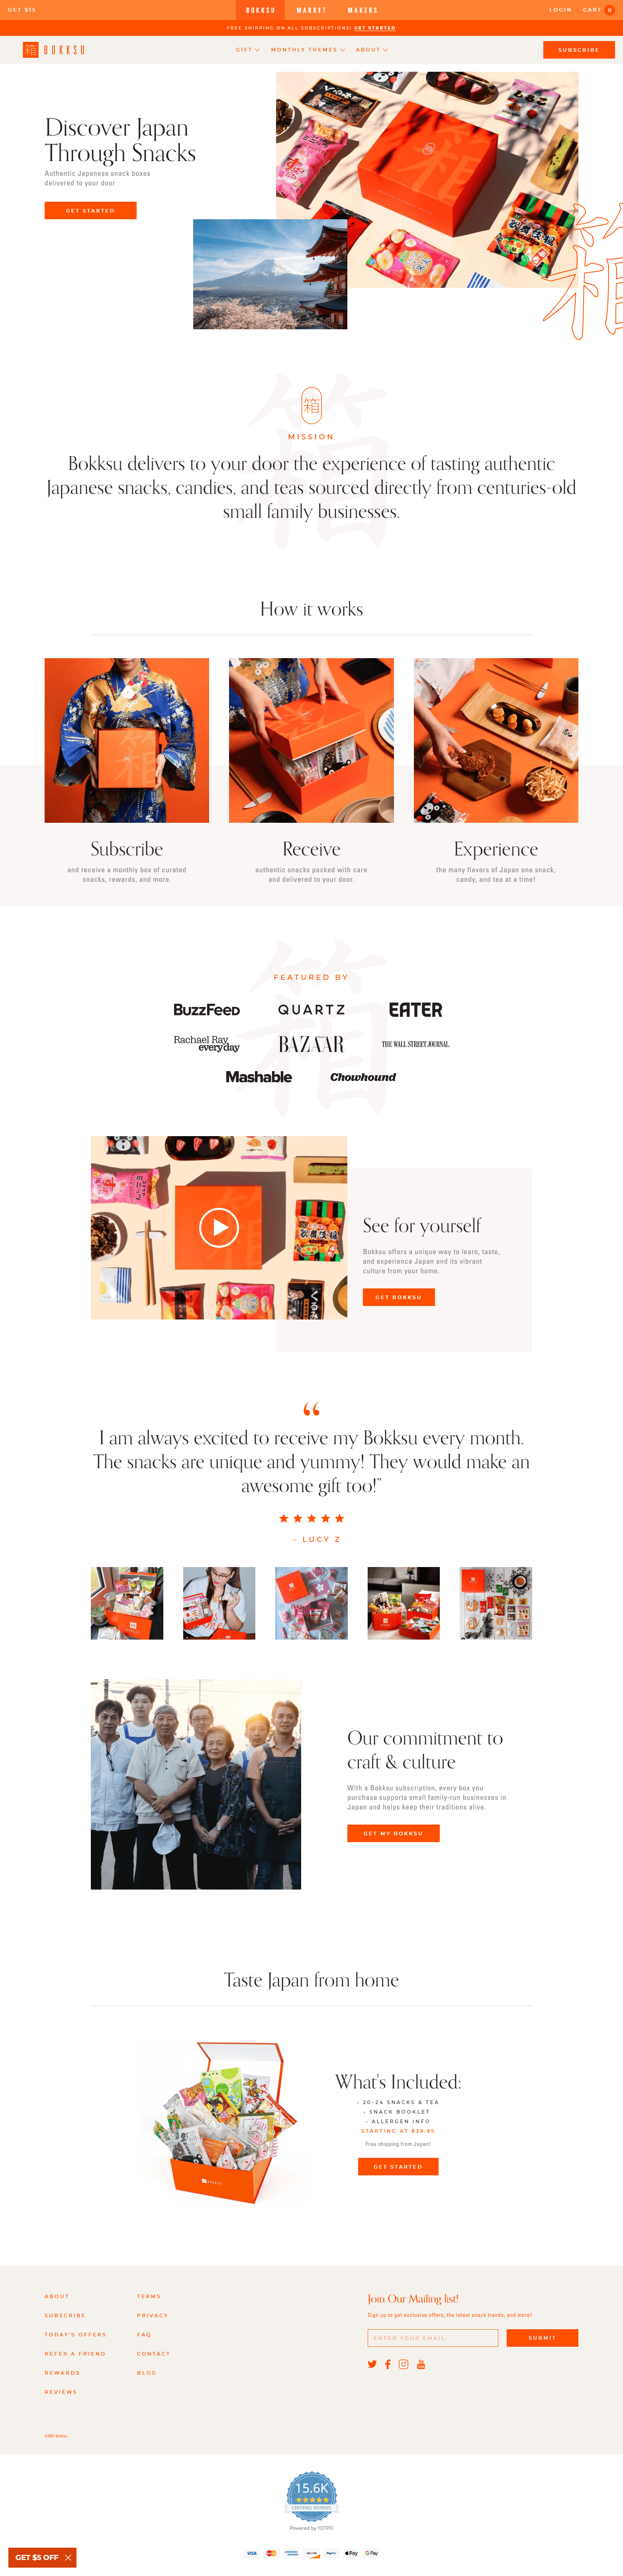 GET $15
BOKKSU
MARKET
MAKERS
LOGIN
CART 0
FREE SHIPPING ON ALL SUBSCRIPTIONS! GET STARTED
箱 BOKKSU
GIFT
MONTHLY THEMES
ABOUT
SUBSCRIBE
Discover Japan
Through Snacks
Authentic Japanese snack boxes
delivered to your door
GET STARTED
箱
箱
MISSION
Bokksu delivers to your door the experience of tasting authentic
Japanese snacks, candies, and teas sourced directly from centuries-old
small family businesses.
How it works
Subscribe
and receive a monthly box of curated
snacks, rewards, and more.
Receive
authentic snacks packed with care
and delivered to your door.
Experience
the many flavors of Japan one snack,
candy, and tea at a time!
箱
FEATURED BY
BuzzFeeD
QUARTZ
EATER
Rachael Ray
everyday
BAZAAR
THE WALL STREET JOURNAL.
Mashable
Chowhound
See for yourself
Bokksu offers a unique way to learn, taste,
and experience Japan and its vibrant
culture from your home.
GET BOKKSU
“
I am always excited to receive my Bokksu every month.
The snacks are unique and yummy! They would make an
awesome gift too!”
– LUCY Z
Our commitment to
craft & culture
With a Bokksu subscription, every box you
purchase supports small family-run businesses in
Japan and helps keep their traditions alive.
GET MY BOKKSU
Taste Japan from home
What's Included:
- 20–24 SNACKS & TEA
- SNACK BOOKLET
- ALLERGEN INFO
STARTING AT $39.95
Free shipping from Japan!
GET STARTED
ABOUT
SUBSCRIBE
TODAY'S OFFERS
REFER A FRIEND
REWARDS
REVIEWS
TERMS
PRIVACY
FAQ
CONTACT
BLOG
Join Our Mailing list!
Sign up to get exclusive offers, the latest snack trends, and more!
ENTER YOUR EMAIL
SUBMIT
15.6K
CERTIFIED REVIEWS
Powered by YOTPO
VISA
PayPal
Apple Pay
G Pay
GET $5 OFF